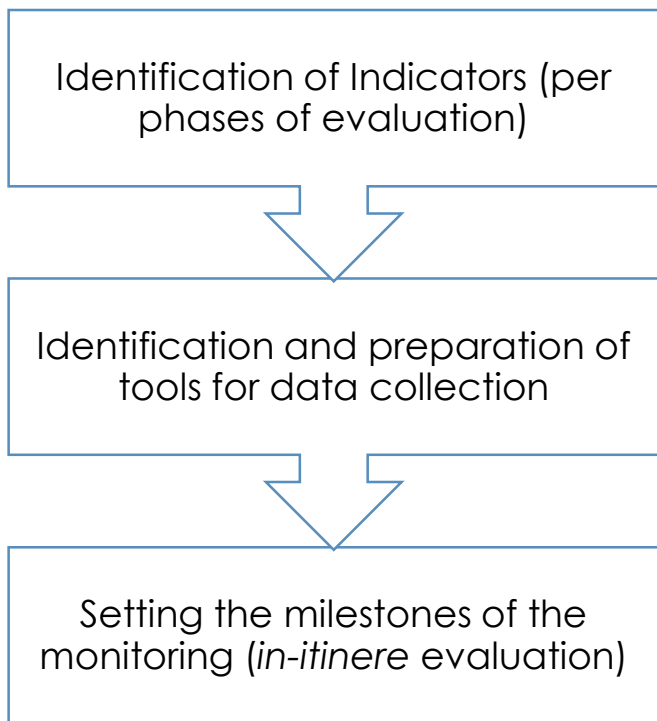 Identification of Indicators (per
phases of evaluation)
Identification and preparation of
tools for data collection
Setting the milestones of the
monitoring (in-itinere evaluation)